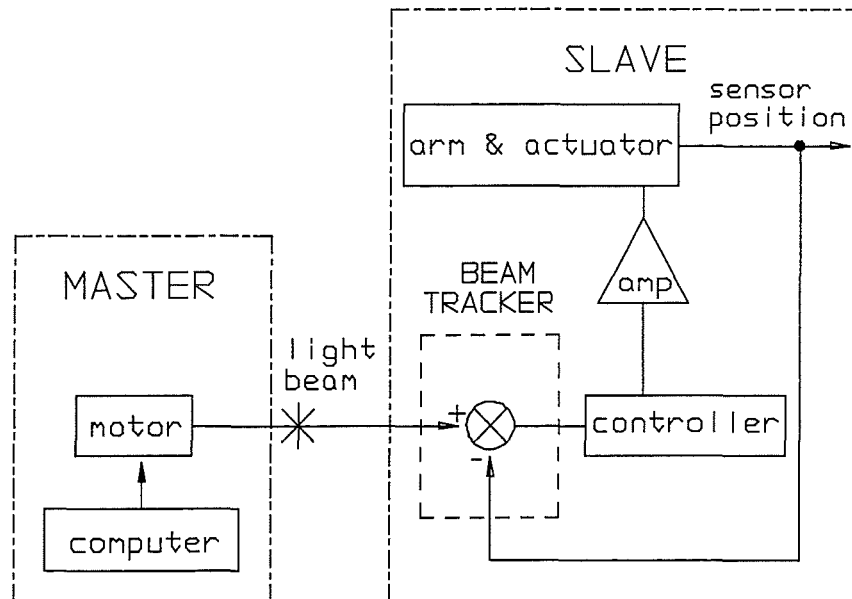 SLAVE
sensor
position
arm & actuator
MASTER
BEAM
TRACKER
amp
light
beam
motor
+
-
controller
computer